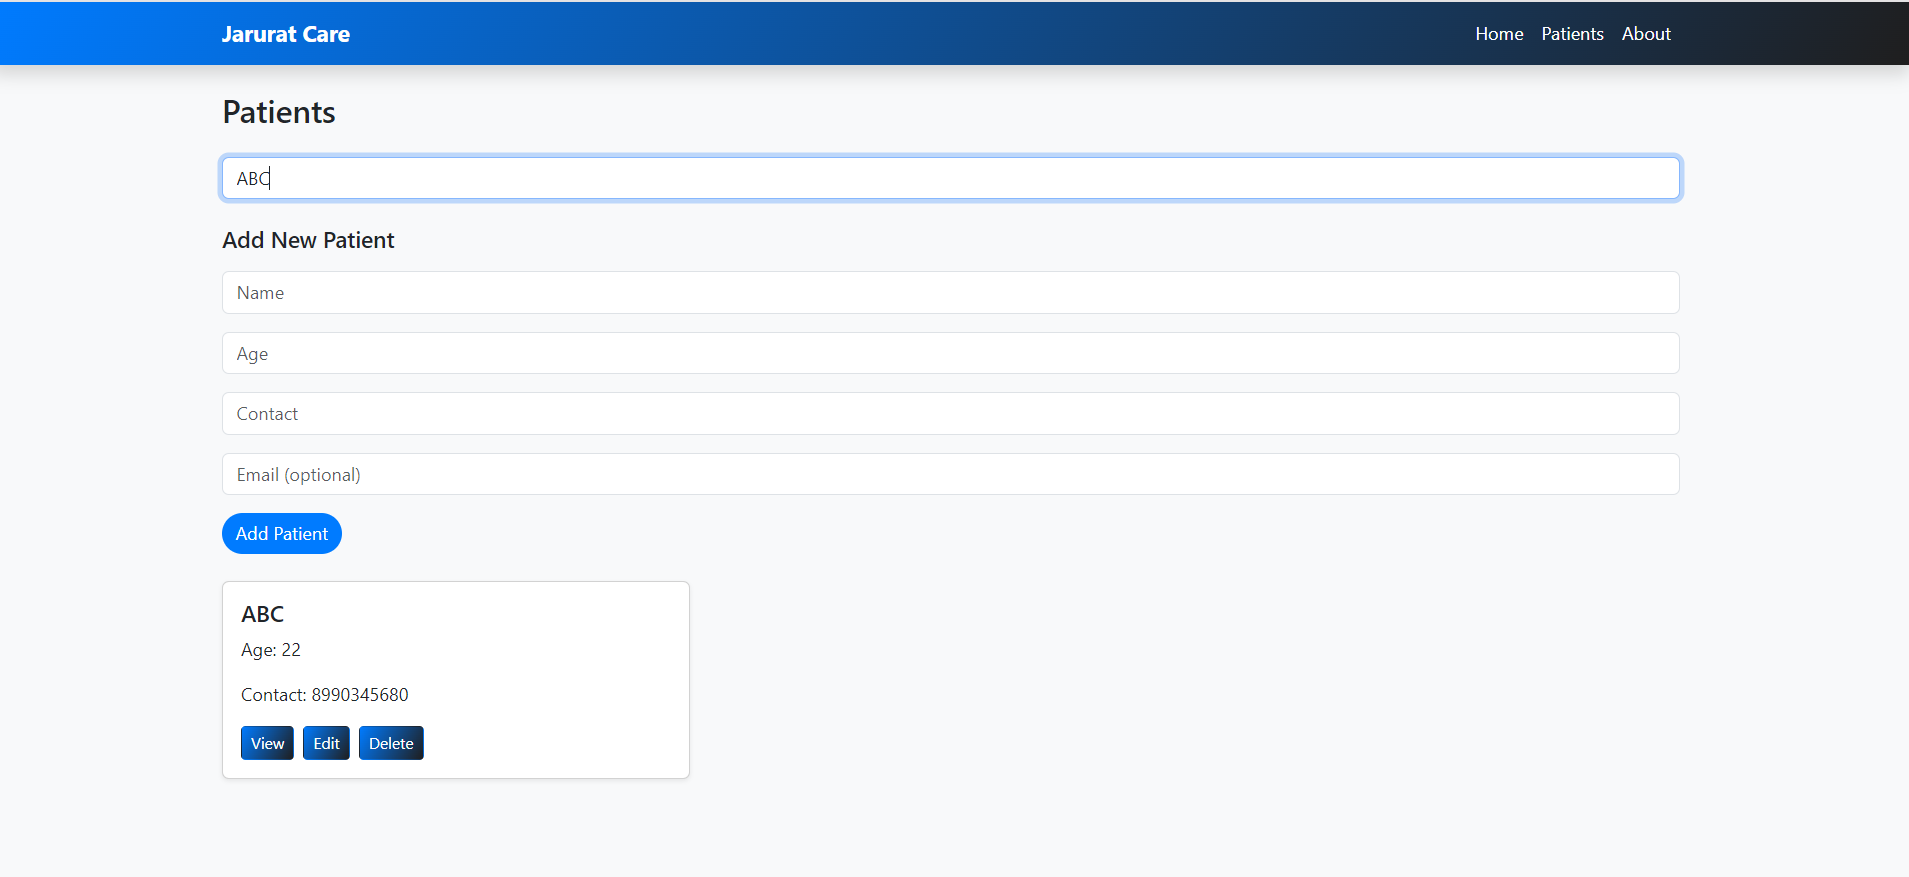 Jarurat Care
Home Patients About
Patients
ABC
Add New Patient
Name
Age
Contact
Email (optional)
Add Patient
ABC
Age: 22
Contact: 8990345680
View Edit Delete